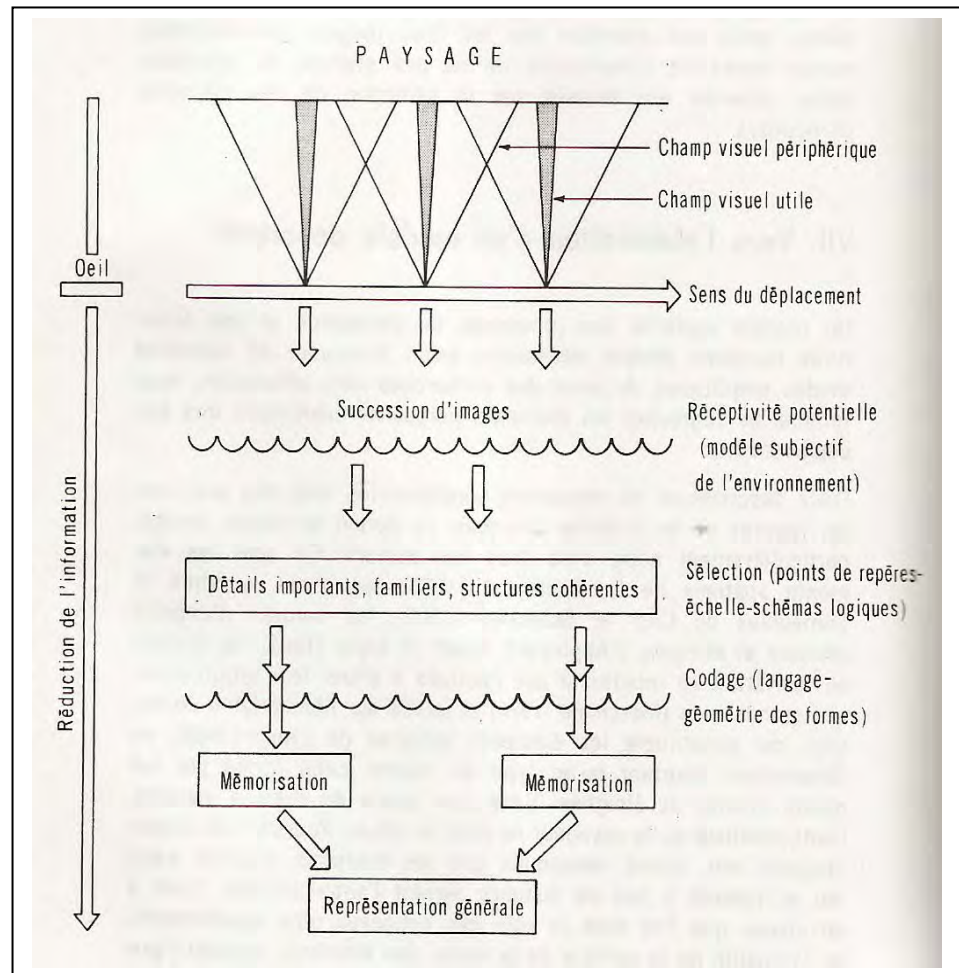 PAYSAGE
Champ visuel périphérique
Champ visuel utile
Oeil
Sens du déplacement
Succession d'images
Réceptivité potentielle
(modèle subjectif
de l'environnement)
Détails importants, familiers, structures cohérentes
Sélection (points de repères-
échelle-schémas logiques)
Codage (langage-
géométrie des formes)
Réduction de l'information
Mémorisation
Mémorisation
Représentation générale